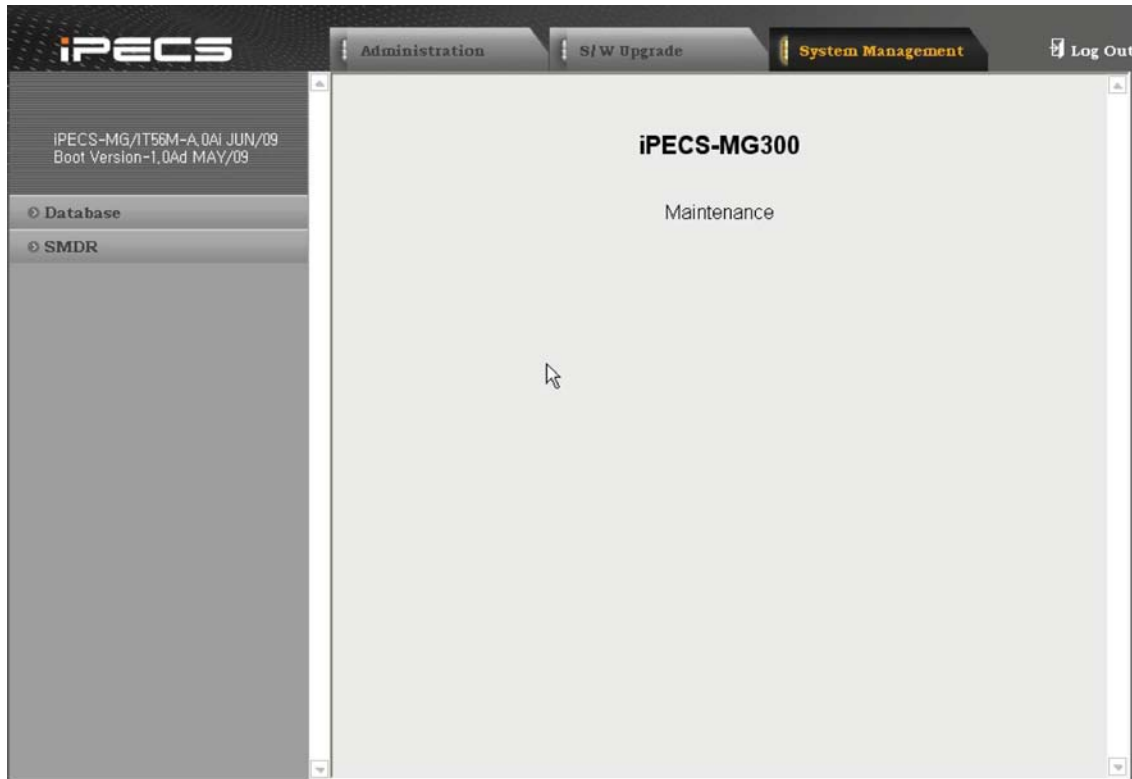 iPECS
Administration
S/W Upgrade
System Management
Log Out
iPECS-MG/IT56M-A,0Ai JUN/09
Boot Version-1,0Ad MAY/09
Database
SMDR
iPECS-MG300
Maintenance